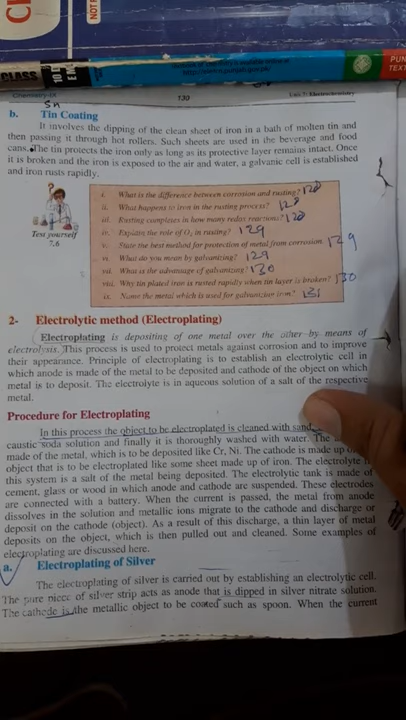 NOT F
CLASS
10
http://www.punjab.gov.pk/
PUN
TEXT
Chemistry-IX
130
Unit 7: Electrochemistry
Sn
b. Tin Coating
It involves the dipping of the clean sheet of iron in a bath of molten tin and
then passing it through hot rollers. Such sheets are used in the beverage and food
cans. The tin protects the iron only as long as its protective layer remains intact. Once
it is broken and the iron is exposed to the air and water, a galvanic cell is established
and iron rusts rapidly.
Test yourself
7.6
i. What is the difference between corrosion and rusting? 128
ii. What happens to iron in the rusting process? 128
iii. Rusting completes in how many redox reactions? 128
iv. Explain the role of O₂ in rusting? 129
v. State the best method for protection of metal from corrosion. 129
vi. What do you mean by galvanizing? 129
vii. What is the advantage of galvanizing? 130
viii. Why tin plated iron is rusted rapidly when tin layer is broken? 130
ix. Name the metal which is used for galvanizing iron? 131
2- Electrolytic method (Electroplating)
Electroplating is depositing of one metal over the other by means of
electrolysis. This process is used to protect metals against corrosion and to improve
their appearance. Principle of electroplating is to establish an electrolytic cell in
which anode is made of the metal to be deposited and cathode of the object on which
metal is to deposit. The electrolyte is in aqueous solution of a salt of the respective
metal.
Procedure for Electroplating
In this process the object to be electroplated is cleaned with sand,
caustic soda solution and finally it is thoroughly washed with water. The
made of the metal, which is to be deposited like Cr, Ni. The cathode is made up
object that is to be electroplated like some sheet made up of iron. The electrolyte
this system is a salt of the metal being deposited. The electrolytic tank is made of
cement, glass or wood in which anode and cathode are suspended. These electrodes
are connected with a battery. When the current is passed, the metal from anode
dissolves in the solution and metallic ions migrate to the cathode and discharge or
deposit on the cathode (object). As a result of this discharge, a thin layer of metal
deposits on the object, which is then pulled out and cleaned. Some examples of
electroplating are discussed here.
a. Electroplating of Silver
The electroplating of silver is carried out by establishing an electrolytic cell.
The pure piece of silver strip acts as anode that is dipped in silver nitrate solution.
The cathode is the metallic object to be coated such as spoon. When the current